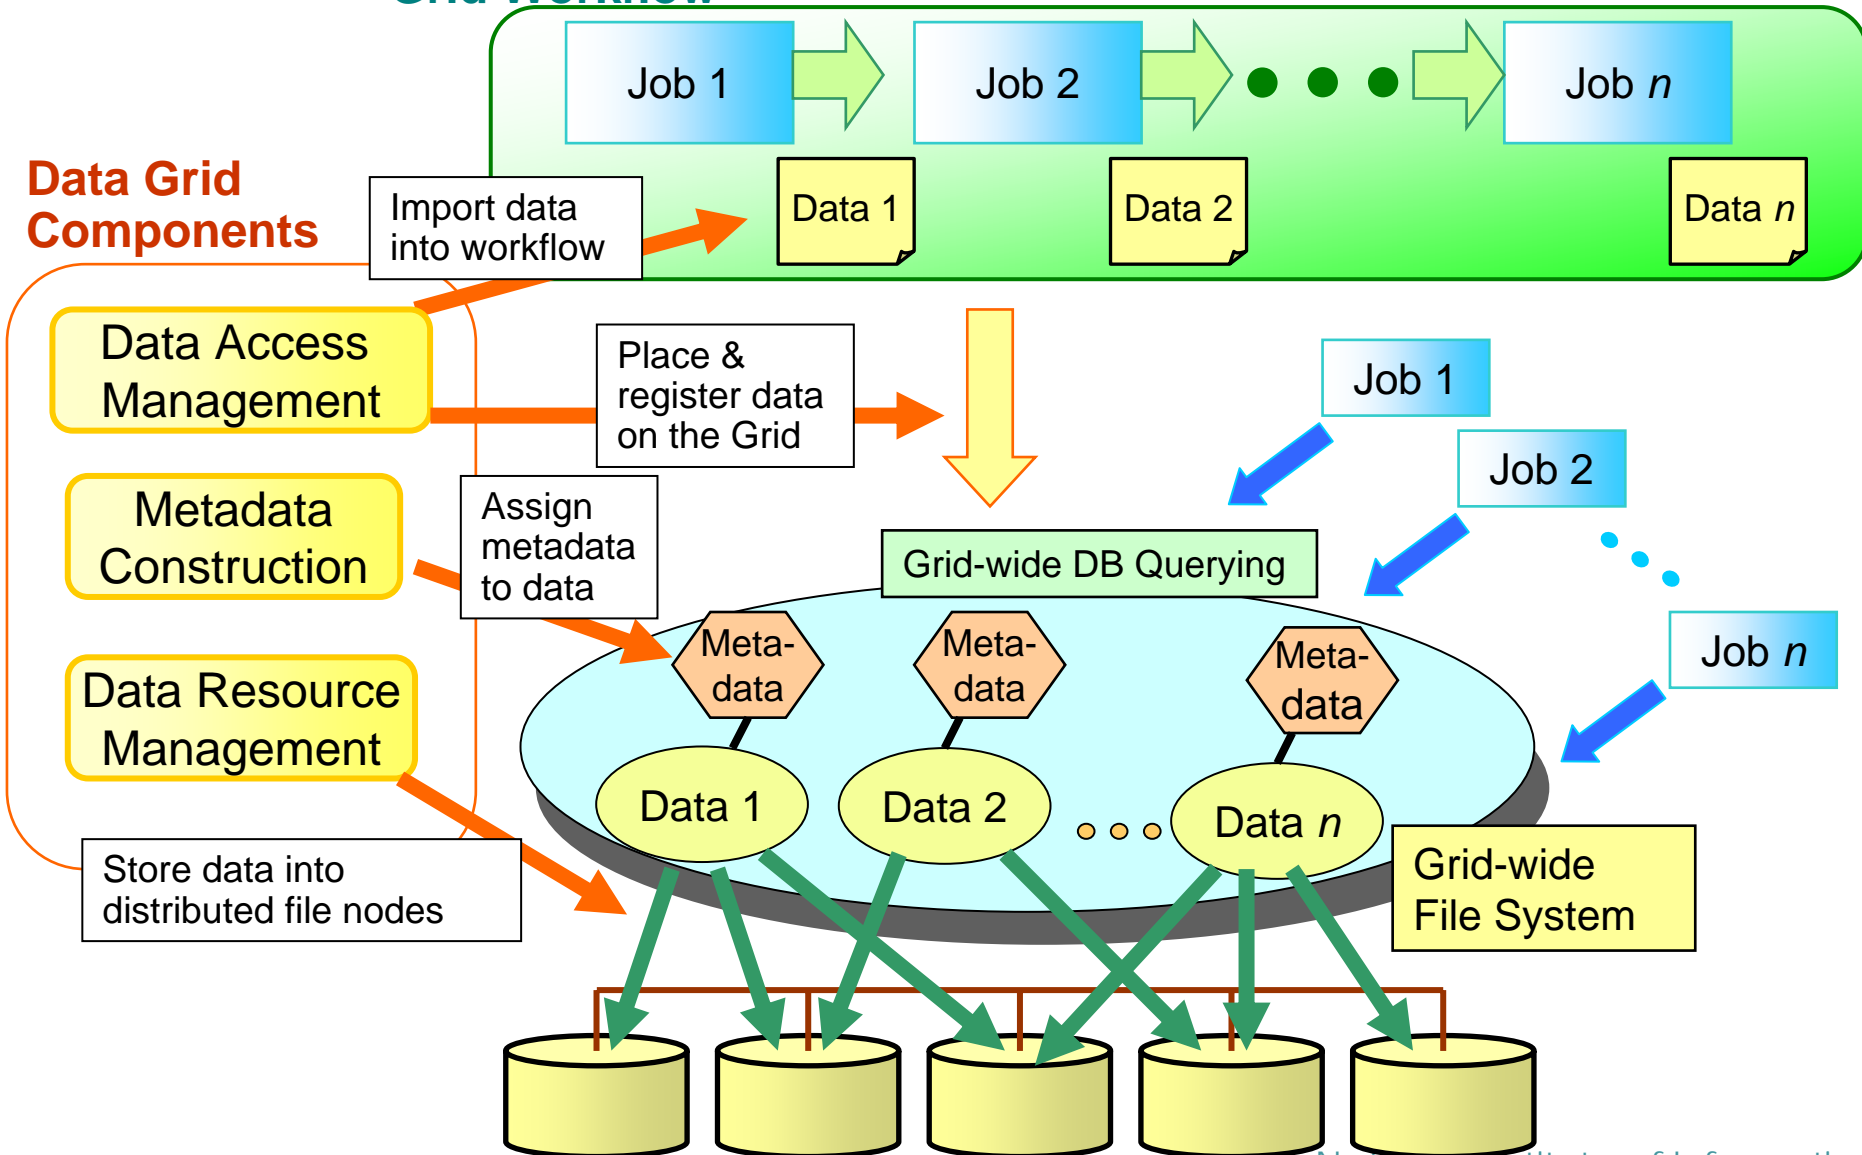 Grid Workflow
Job 1
Job 2
Job n
Data 1
Data 2
Data n
Data Grid
Components
Import data
into workflow
Data Access
Management
Place &
register data
on the Grid
Job 1
Job 2
Job n
Metadata
Construction
Assign
metadata
to data
Grid-wide DB Querying
Meta-
data
Meta-
data
Meta-
data
Data Resource
Management
Data 1
Data 2
Data n
Store data into
distributed file nodes
Grid-wide
File System